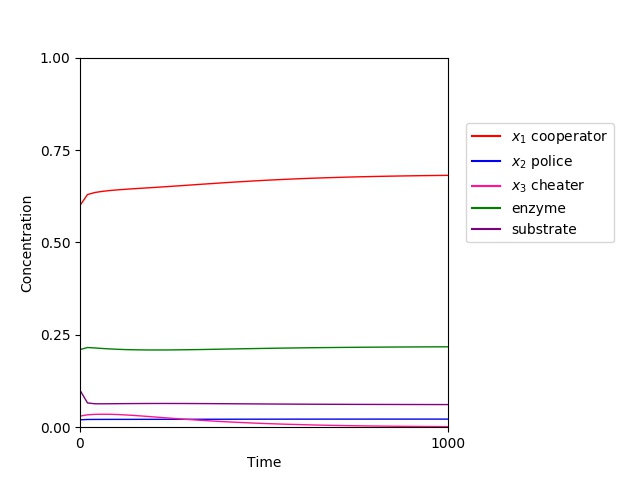 1.00
0.75
0.50
0.25
0.00
Concentration
0
1000
Time
x₁ cooperator
x₂ police
x₃ cheater
enzyme
substrate